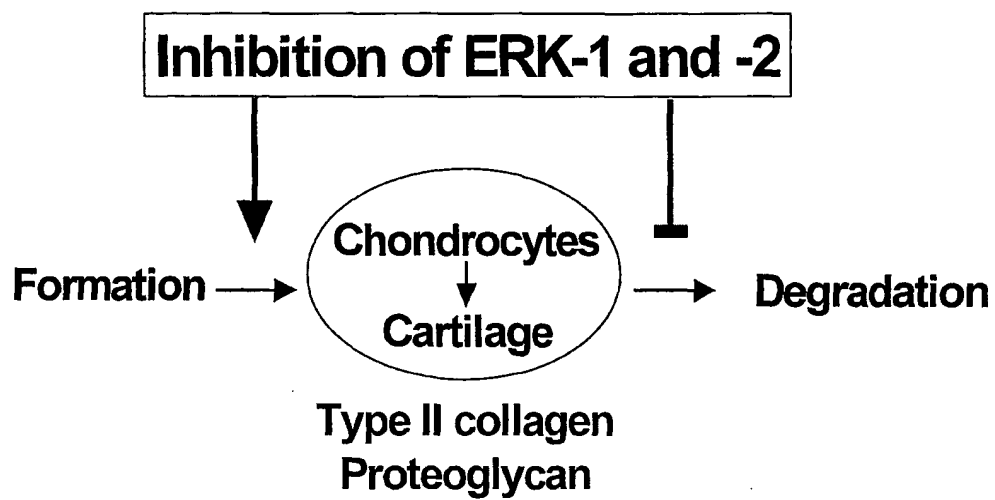 Inhibition of ERK-1 and -2
Chondrocytes
Formation
Degradation
Cartilage
Type II collagen
Proteoglycan